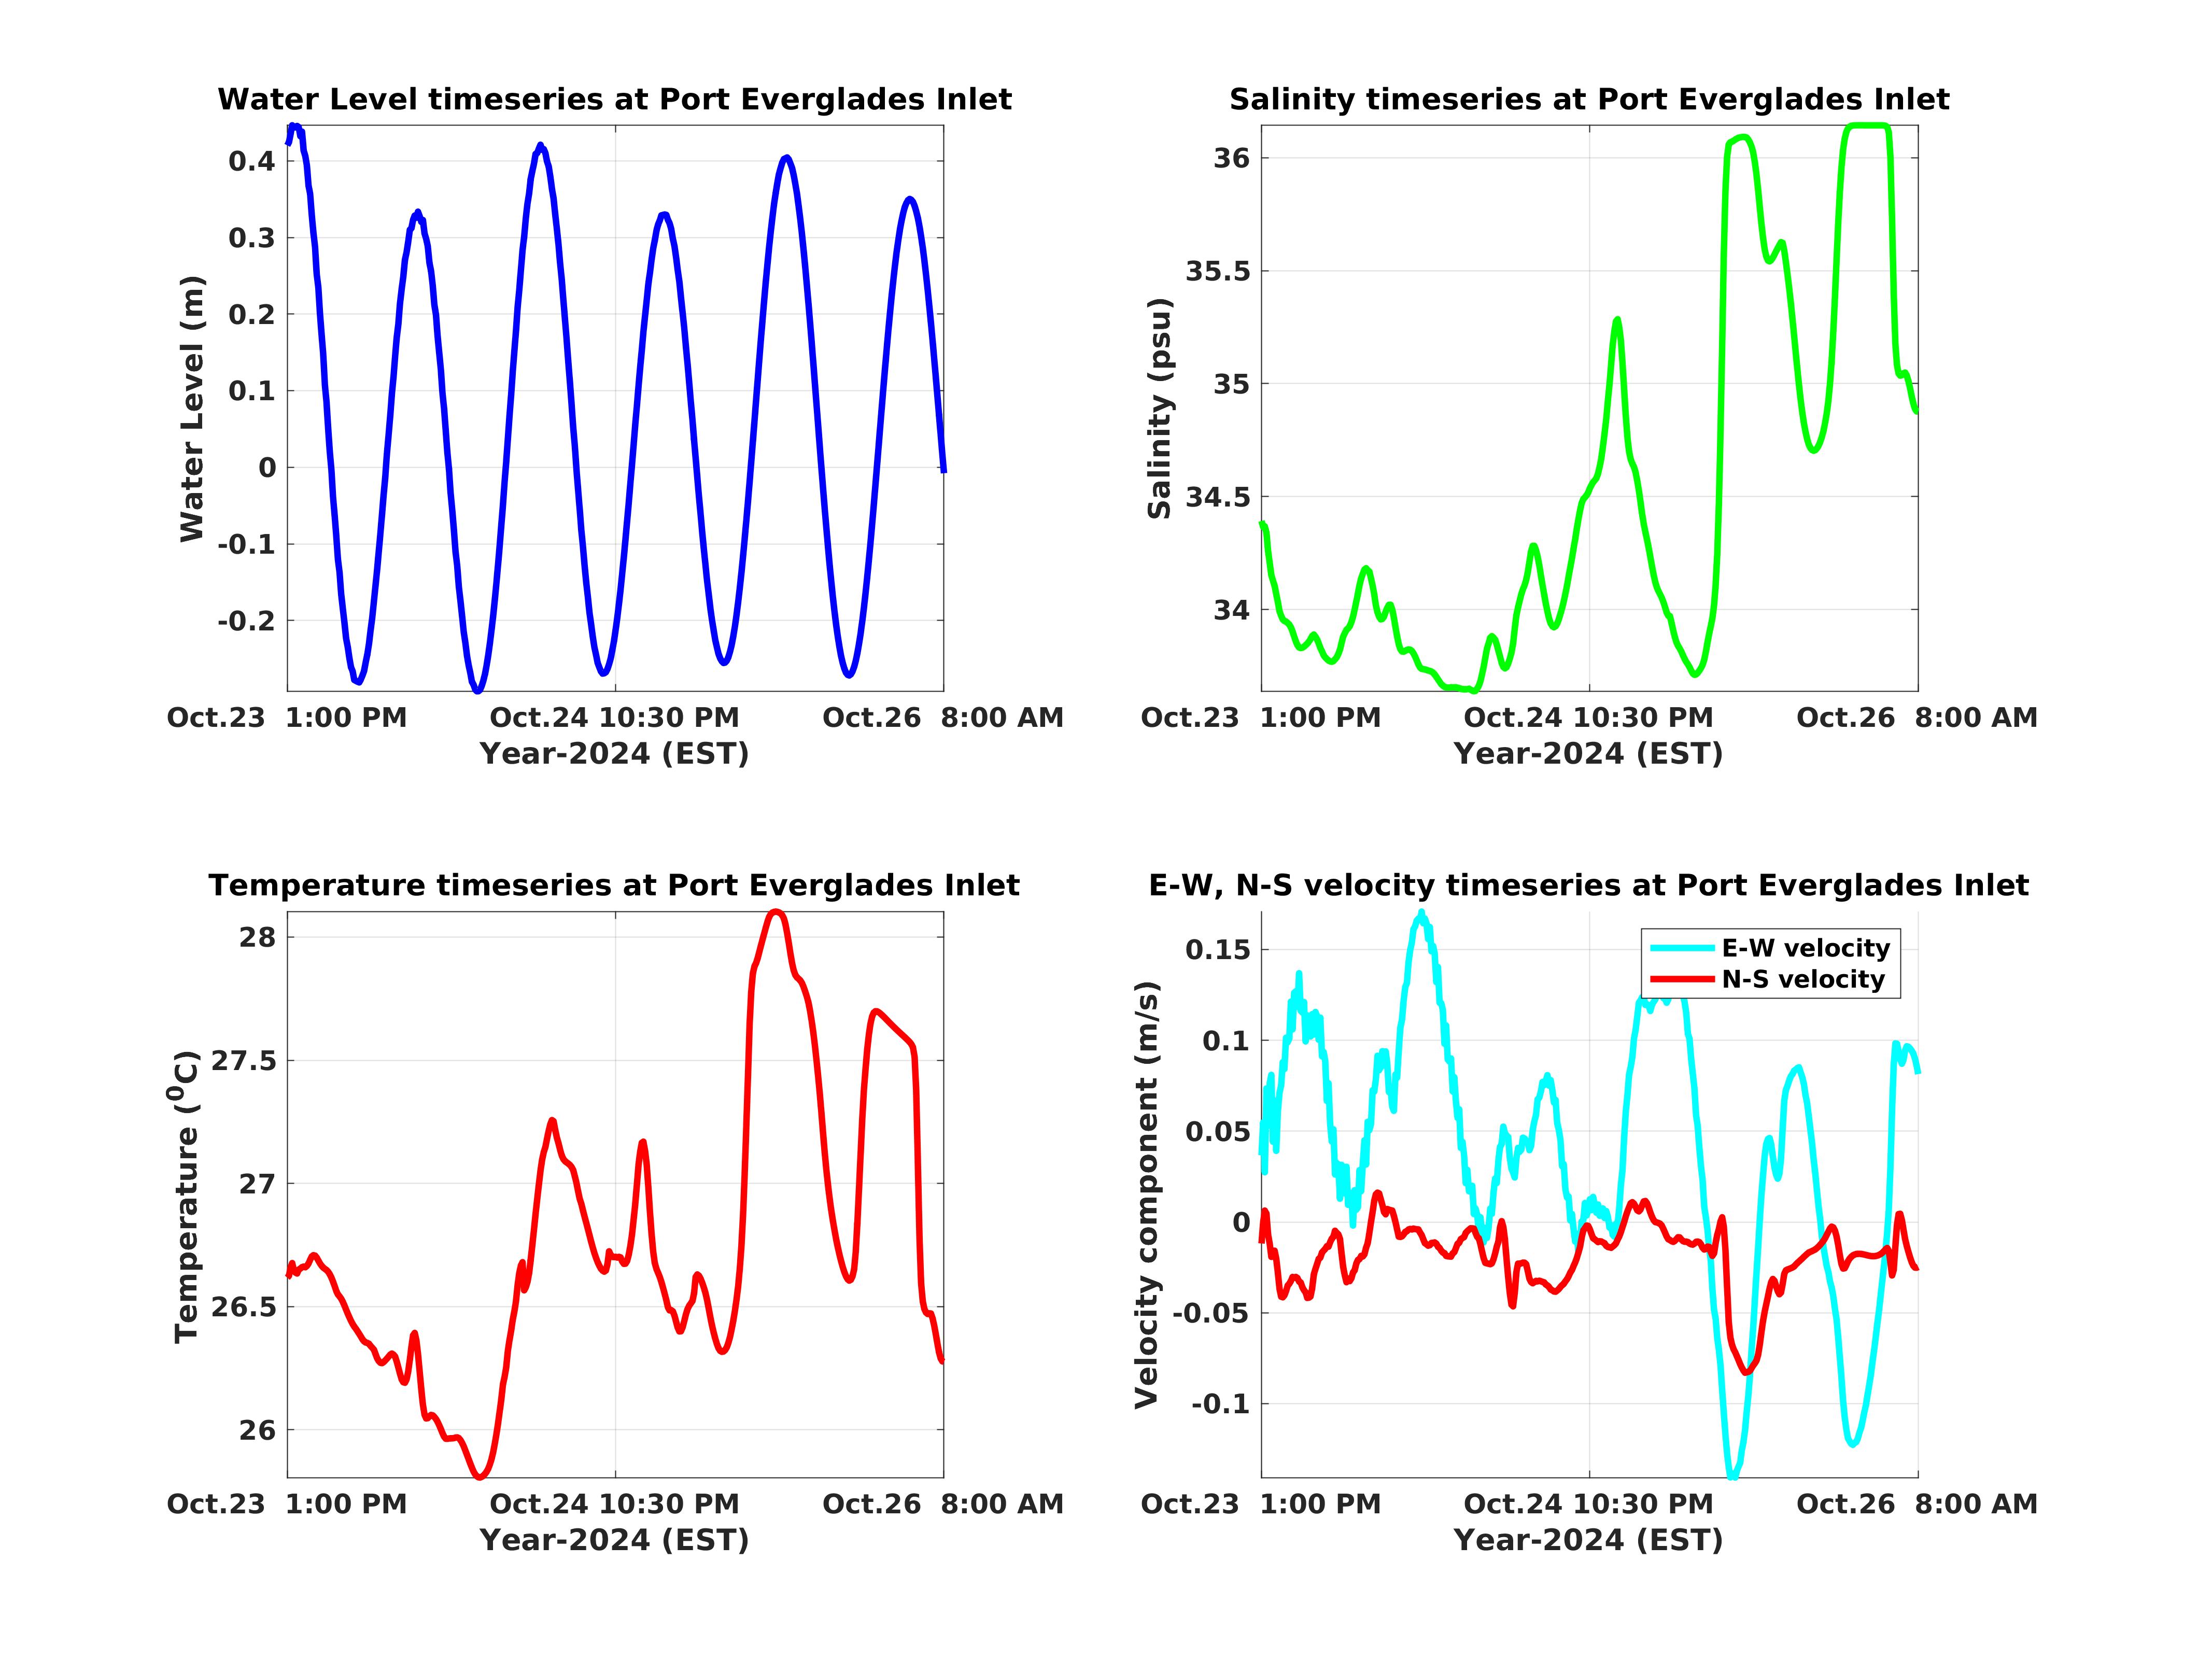 Water Level timeseries at Port Everglades Inlet
0.4
0.3
0.2
0.1
0
-0.1
-0.2
Water Level (m)
Oct.23 1:00 PM
Oct.24 10:30 PM
Oct.26 8:00 AM
Year-2024 (EST)
Salinity timeseries at Port Everglades Inlet
36
35.5
35
34.5
34
Salinity (psu)
Oct.23 1:00 PM
Oct.24 10:30 PM
Oct.26 8:00 AM
Year-2024 (EST)
Temperature timeseries at Port Everglades Inlet
28
27.5
27
26.5
26
Temperature (⁰C)
Oct.23 1:00 PM
Oct.24 10:30 PM
Oct.26 8:00 AM
Year-2024 (EST)
E-W, N-S velocity timeseries at Port Everglades Inlet
E-W velocity
N-S velocity
0.15
0.1
0.05
0
-0.05
-0.1
Velocity component (m/s)
Oct.23 1:00 PM
Oct.24 10:30 PM
Oct.26 8:00 AM
Year-2024 (EST)